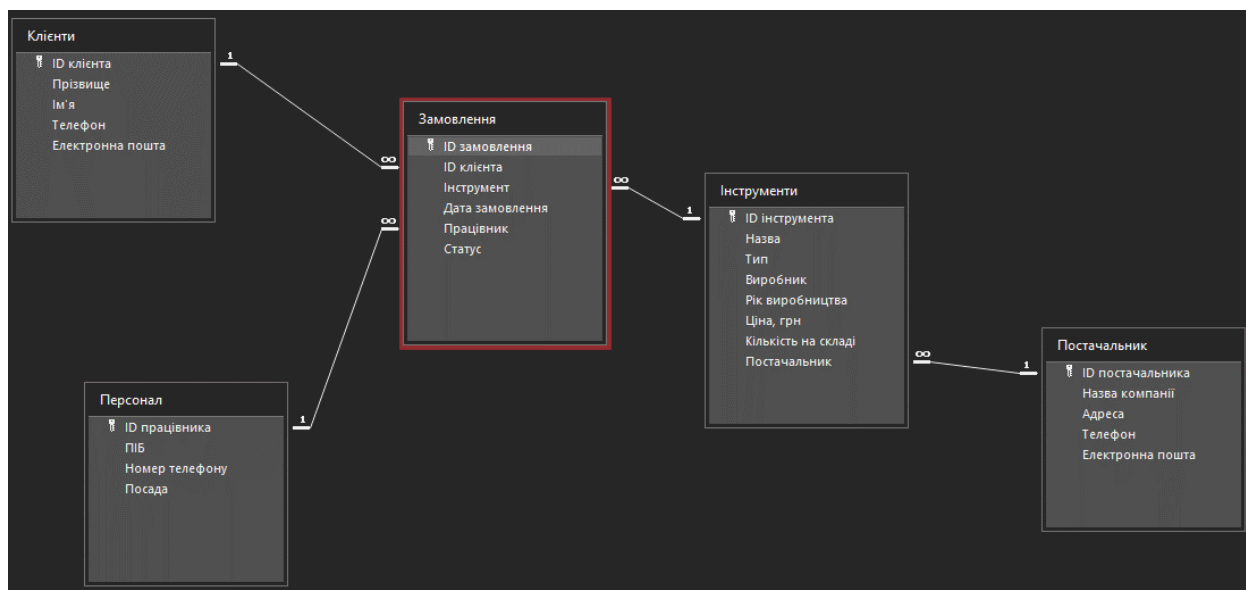 Клієнти
ID клієнта
Прізвище
Ім'я
Телефон
Електронна пошта
1
∞
Замовлення
ID замовлення
ID клієнта
Інструмент
Дата замовлення
Працівник
Статус
∞
∞
1
Інструменти
ID інструмента
Назва
Тип
Виробник
Рік виробництва
Ціна, грн
Кількість на складі
Постачальник
∞
1
Постачальник
ID постачальника
Назва компанії
Адреса
Телефон
Електронна пошта
Персонал
ID працівника
ПІБ
Номер телефону
Посада
1